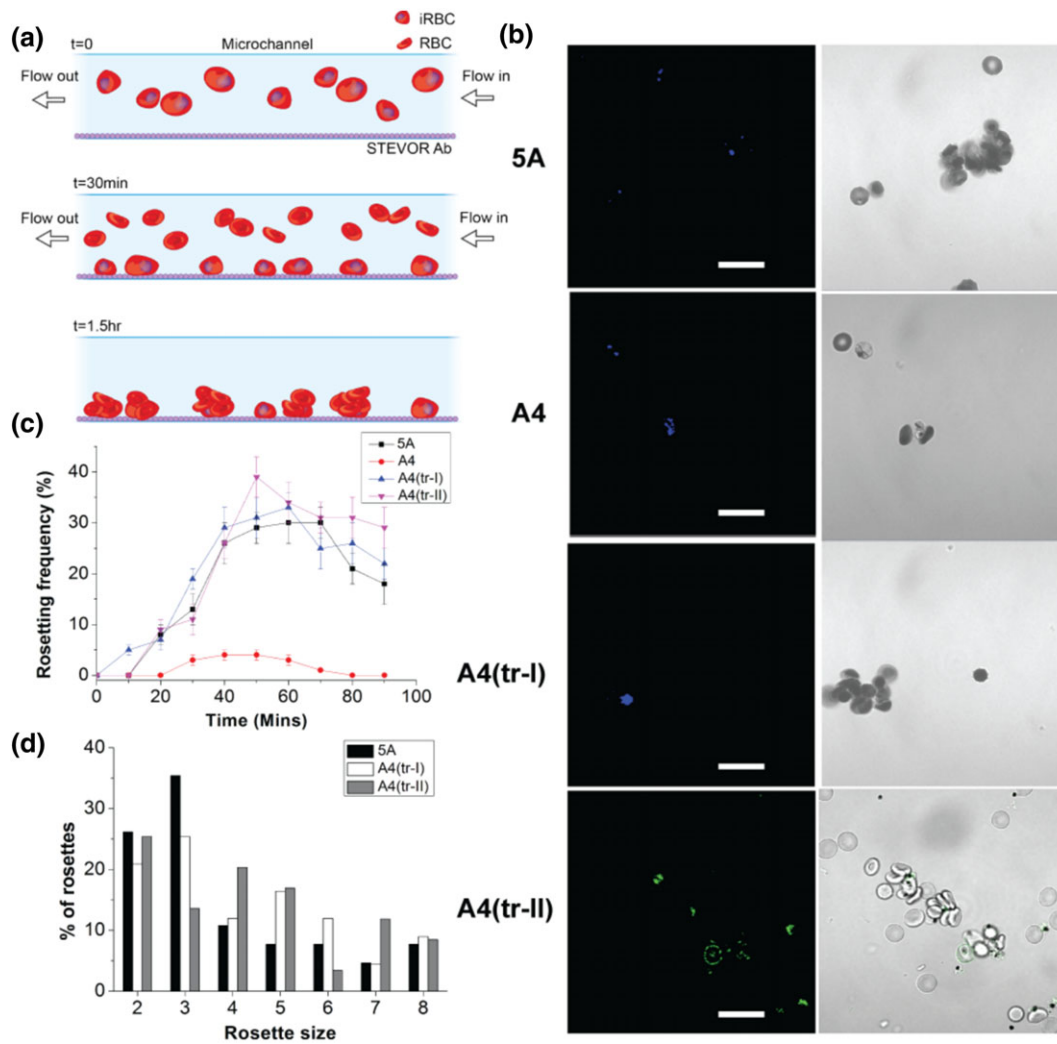 (a)
iRBC
RBC
t=0
Microchannel
Flow out
Flow in
STEVOR Ab
t=30min
Flow out
Flow in
t=1.5hr
(b)
5A
A4
A4(tr-I)
A4(tr-II)
(c)
5A
A4
A4(tr-I)
A4(tr-II)
Rosetting frequency (%)
40
30
20
10
0
0 20 40 60 80 100
Time (Mins)
(d)
5A
A4(tr-I)
A4(tr-II)
% of rosettes
40
20
10
0
2 3 4 5 6 7 8
Rosette size